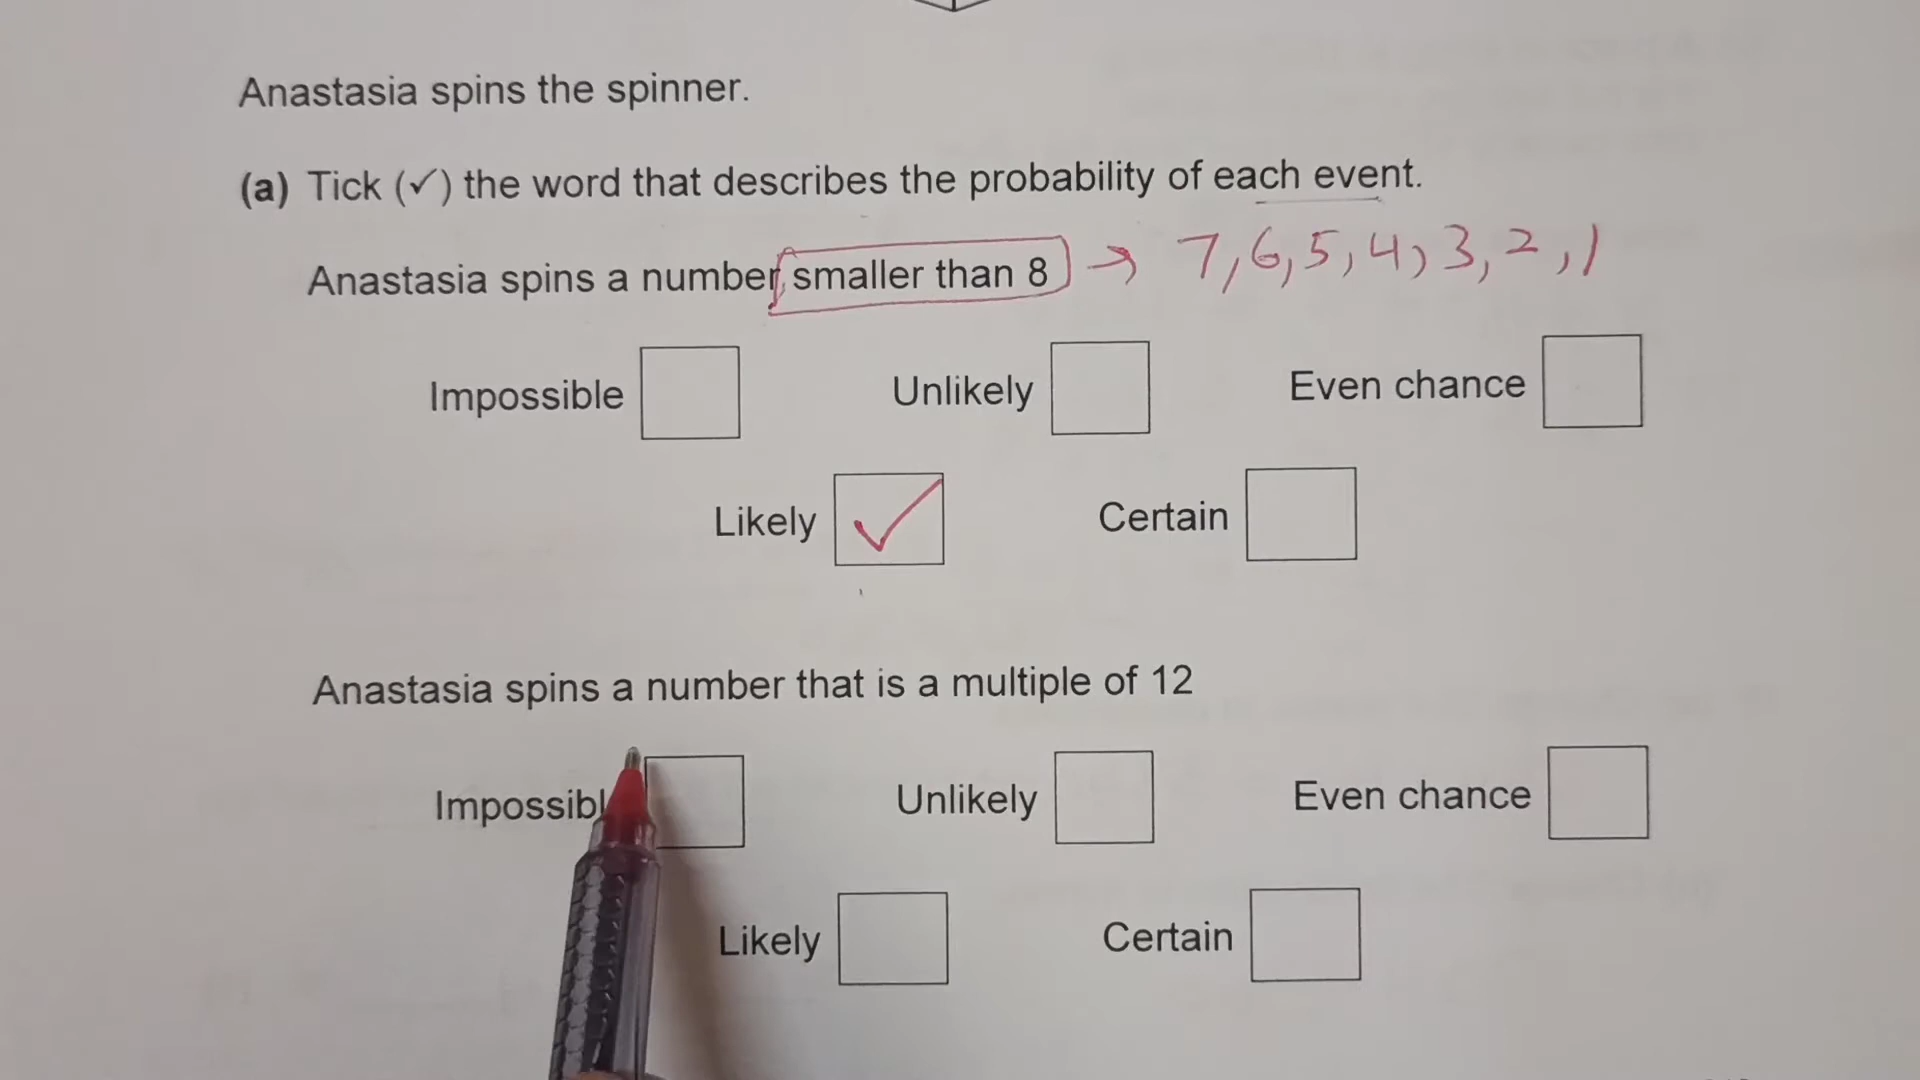 Anastasia spins the spinner.
(a) Tick (✓) the word that describes the probability of each event.
Anastasia spins a number smaller than 8 → 7, 6, 5, 4, 3, 2, 1
Impossible Unlikely Even chance
Likely ✓ Certain
Anastasia spins a number that is a multiple of 12
Impossibl Unlikely Even chance
Likely Certain